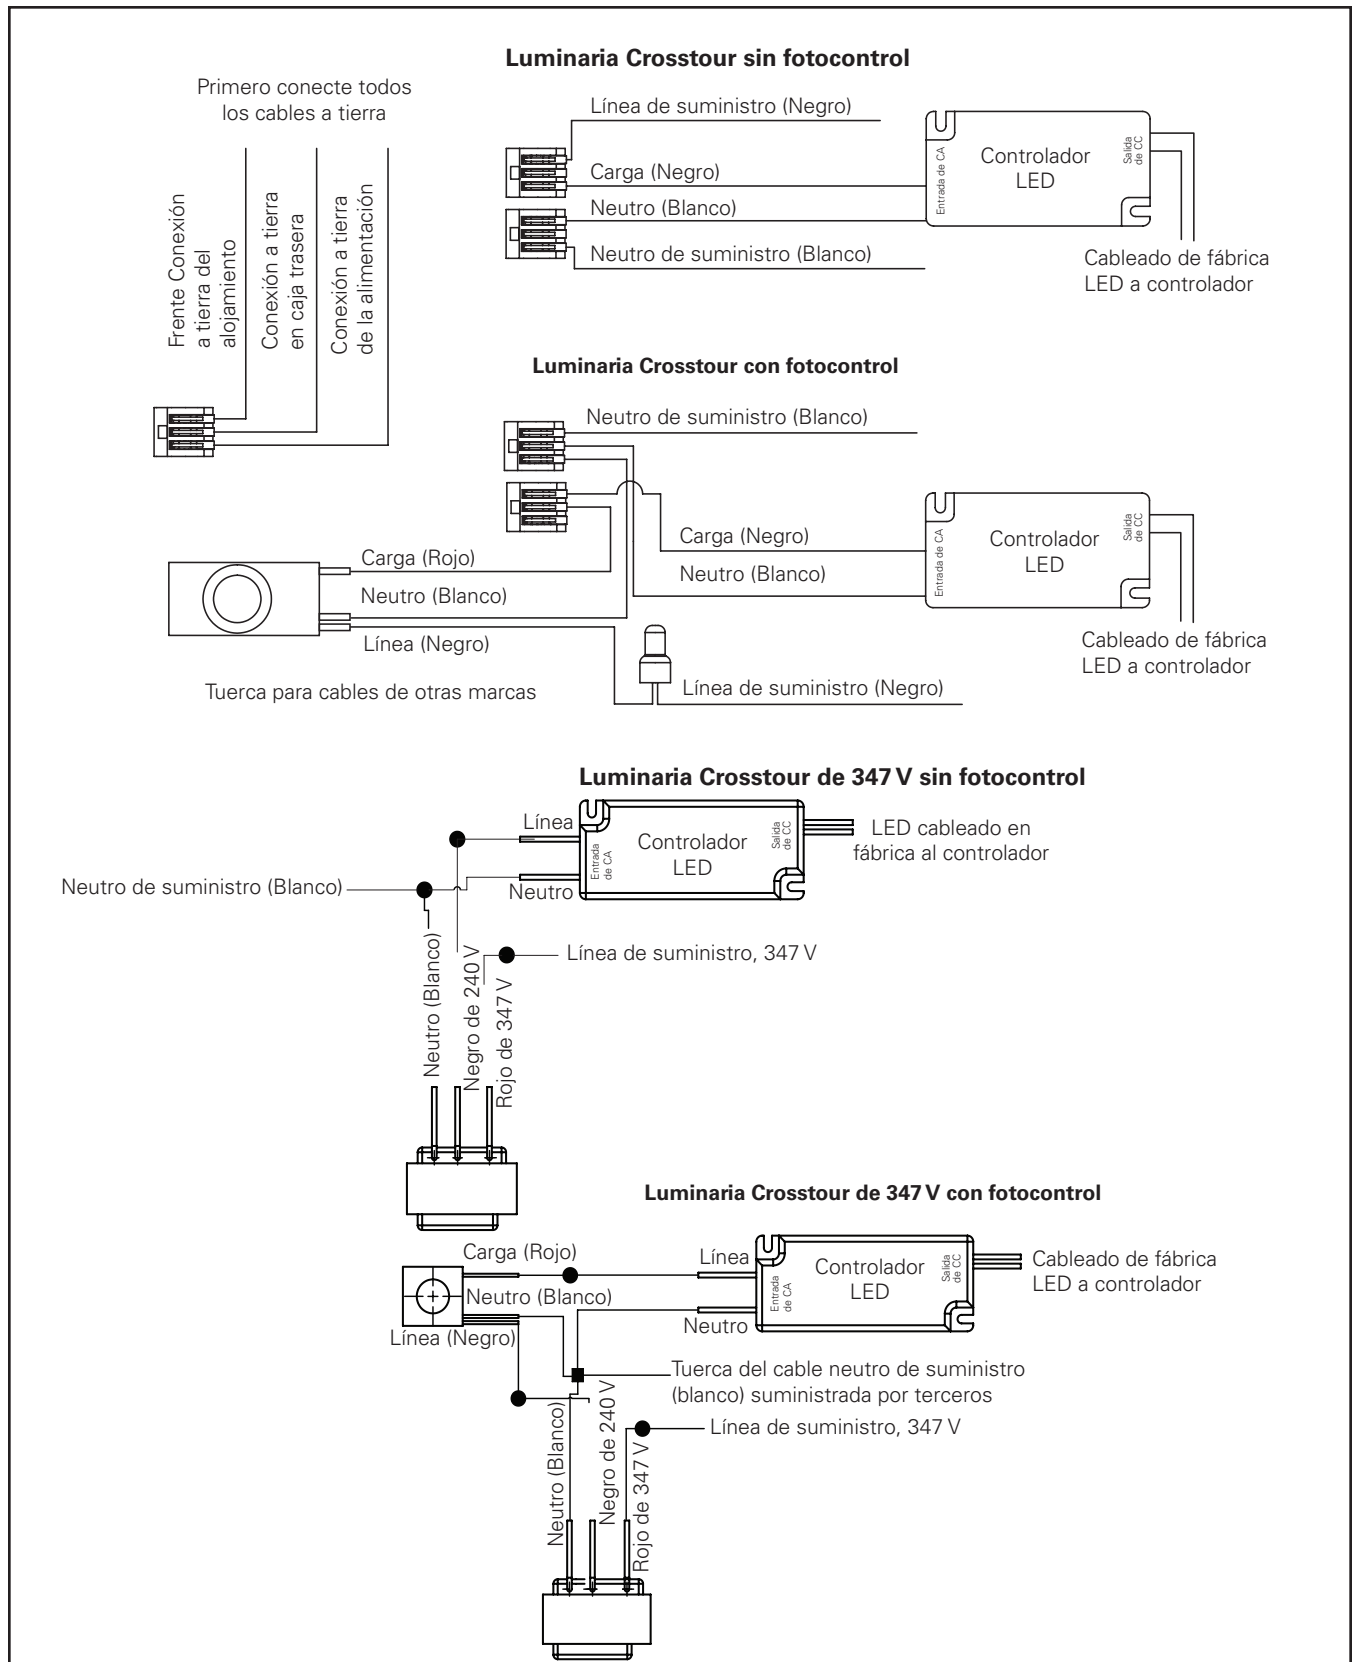 Luminaria Crosstour sin fotocontrol
Primero conecte todos
los cables a tierra
Frente Conexión
a tierra del
alojamiento
Conexión a tierra
en caja trasera
Conexión a tierra
de la alimentación
Línea de suministro (Negro)
Carga (Negro)
Neutro (Blanco)
Neutro de suministro (Blanco)
Entrada de CA
Controlador
LED
Salida
de CC
Cableado de fábrica
LED a controlador
Luminaria Crosstour con fotocontrol
Neutro de suministro (Blanco)
Carga (Negro)
Neutro (Blanco)
Entrada de CA
Controlador
LED
Salida
de CC
Cableado de fábrica
LED a controlador
Carga (Rojo)
Neutro (Blanco)
Línea (Negro)
Tuerca para cables de otras marcas
Línea de suministro (Negro)
Luminaria Crosstour de 347 V sin fotocontrol
Línea
Neutro
Entrada
de CA
Controlador
LED
Salida
de CC
LED cableado en
fábrica al controlador
Neutro de suministro (Blanco)
Línea de suministro, 347 V
Neutro (Blanco)
Negro de 240 V
Rojo de 347 V
Luminaria Crosstour de 347 V con fotocontrol
Carga (Rojo)
Neutro (Blanco)
Línea (Negro)
Línea
Neutro
Entrada
de CA
Controlador
LED
Salida
de CC
Cableado de fábrica
LED a controlador
Tuerca del cable neutro de suministro
(blanco) suministrada por terceros
Línea de suministro, 347 V
Neutro (Blanco)
Negro de 240 V
Rojo de 347 V